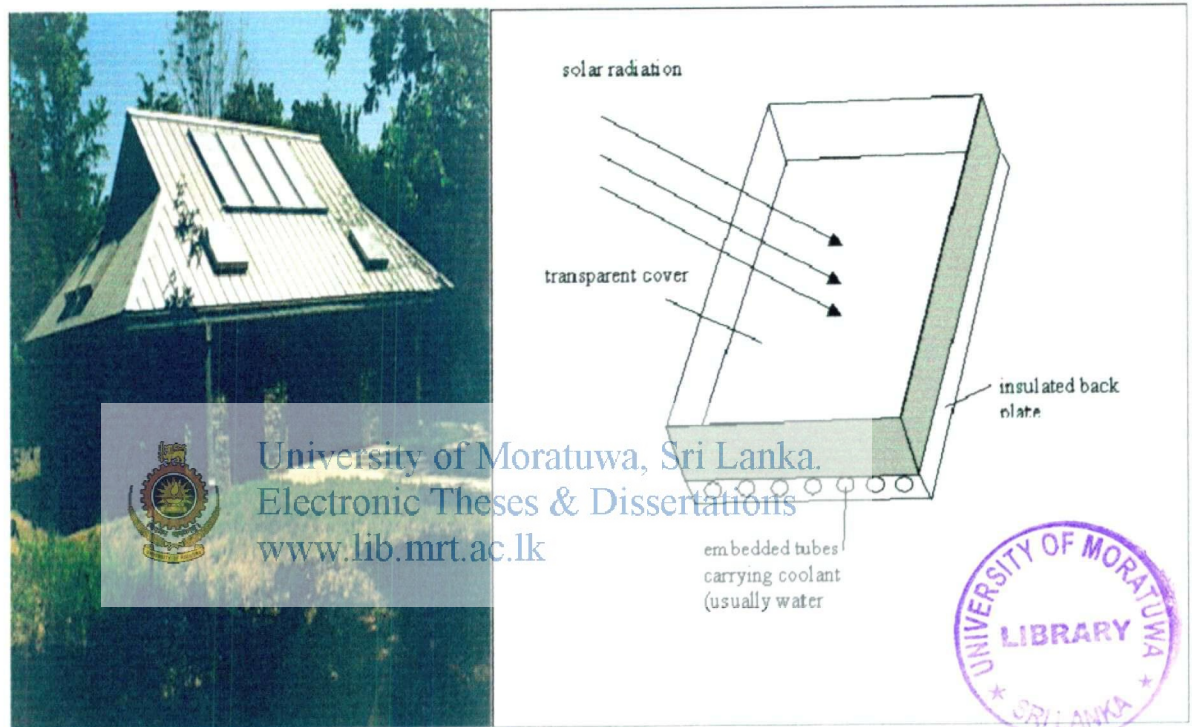 solar radiation
transparent cover
insulated back
plate
embedded tubes
carrying coolant
(usually water
University of Moratuwa, Sri Lanka.
Electronic Theses & Dissertations
www.lib.mrt.ac.lk
UNIVERSITY OF MORATUWA
LIBRARY
* SRI LANKA *